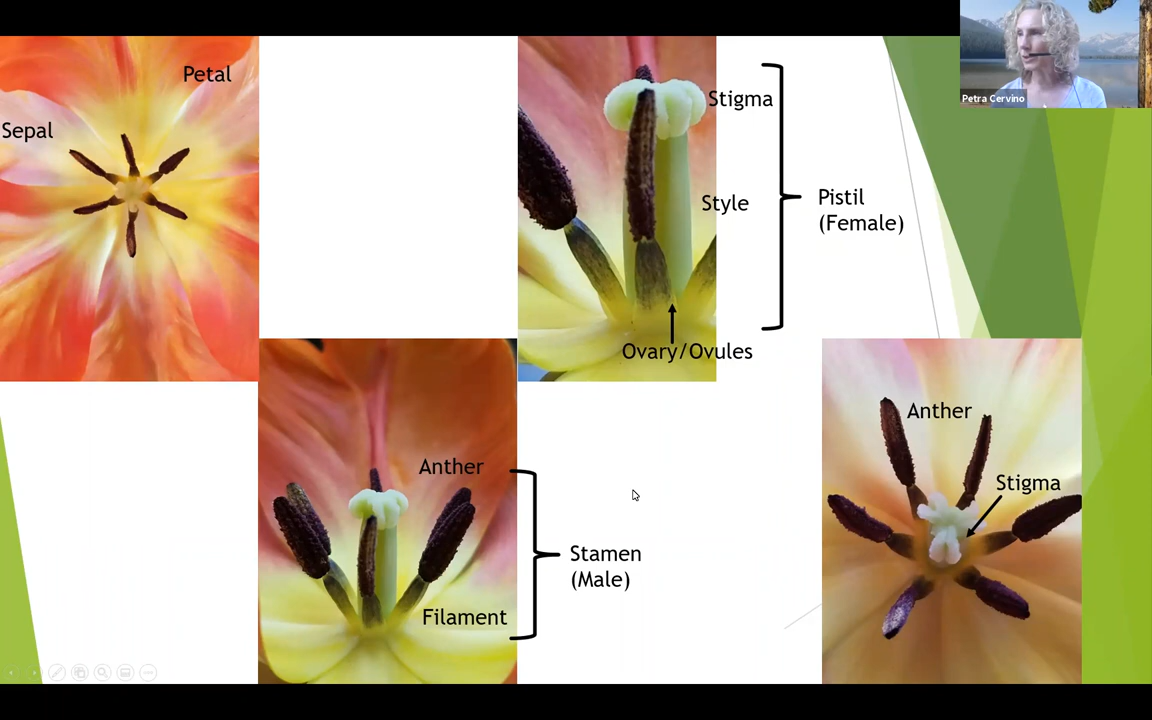 Petal
Sepal
Stigma
Style
Pistil
(Female)
Ovary/Ovules
Anther
Stamen
(Male)
Filament
Anther
Stigma
Petra Cervino